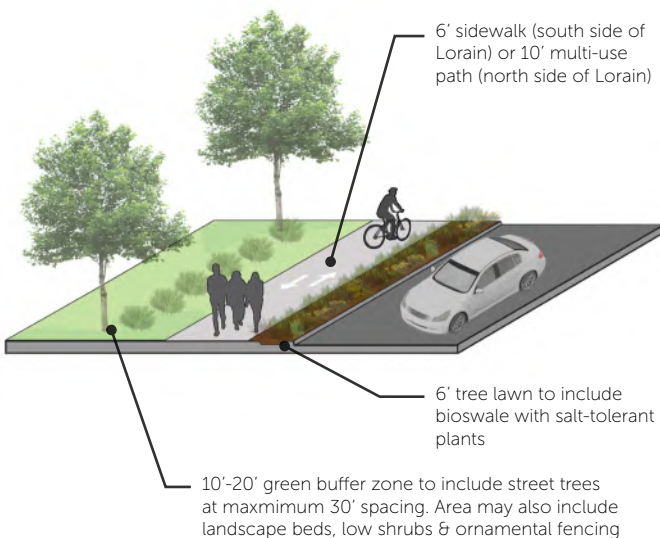 6’ sidewalk (south side of
Lorain) or 10’ multi-use
path (north side of Lorain)
6’ tree lawn to include
bioswale with salt-tolerant
plants
10’-20’ green buffer zone to include street trees
at maxmimum 30’ spacing. Area may also include
landscape beds, low shrubs & ornamental fencing